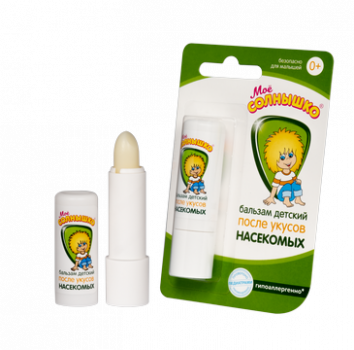 безопасно
для малышей
0+
Моё
СОЛНЫШКО
бальзам детский
после укусов
НАСЕКОМЫХ
гипоаллергенно*
Моё
СОЛНЫШКО
бальзам детский
после укусов
НАСЕКОМЫХ